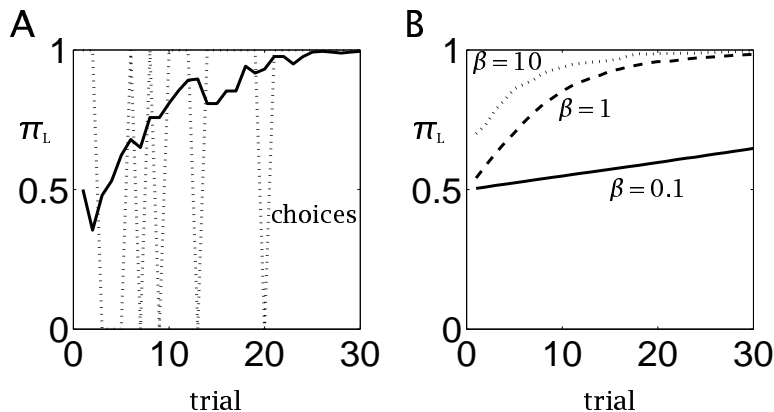 A
1
π_L
0.5
0
0
10
20
30
choices
trial
B
1
β = 10
β = 1
π_L
0.5
β = 0.1
0
0
10
20
30
trial